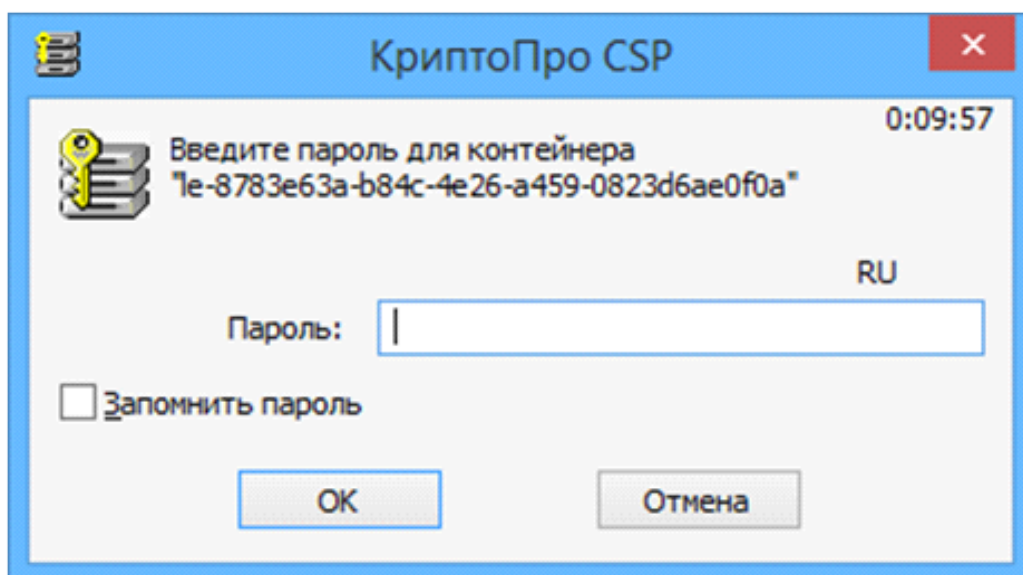 КриптоПро CSP
0:09:57
Введите пароль для контейнера
"le-8783e63a-b84c-4e26-a459-0823d6ae0f0a"
RU
Пароль:
Запомнить пароль
OK
Отмена